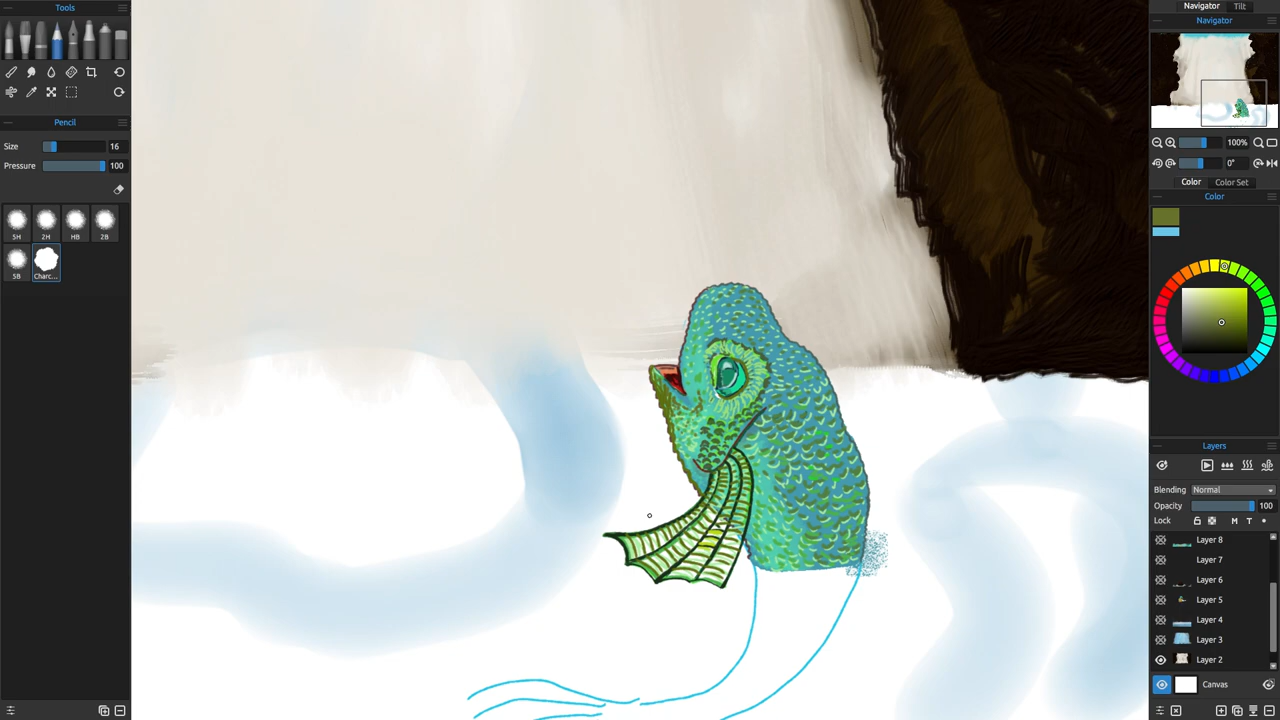 Tools
Pencil
Size 16
Pressure 100
5H 2H HB 2B
5B Charc...
Navigator Tilt
Navigator
100%
0°
Color Color Set
Color
Layers
Blending Normal
Opacity 100
Lock M T
Layer 8
Layer 7
Layer 6
Layer 5
Layer 4
Layer 3
Layer 2
Canvas